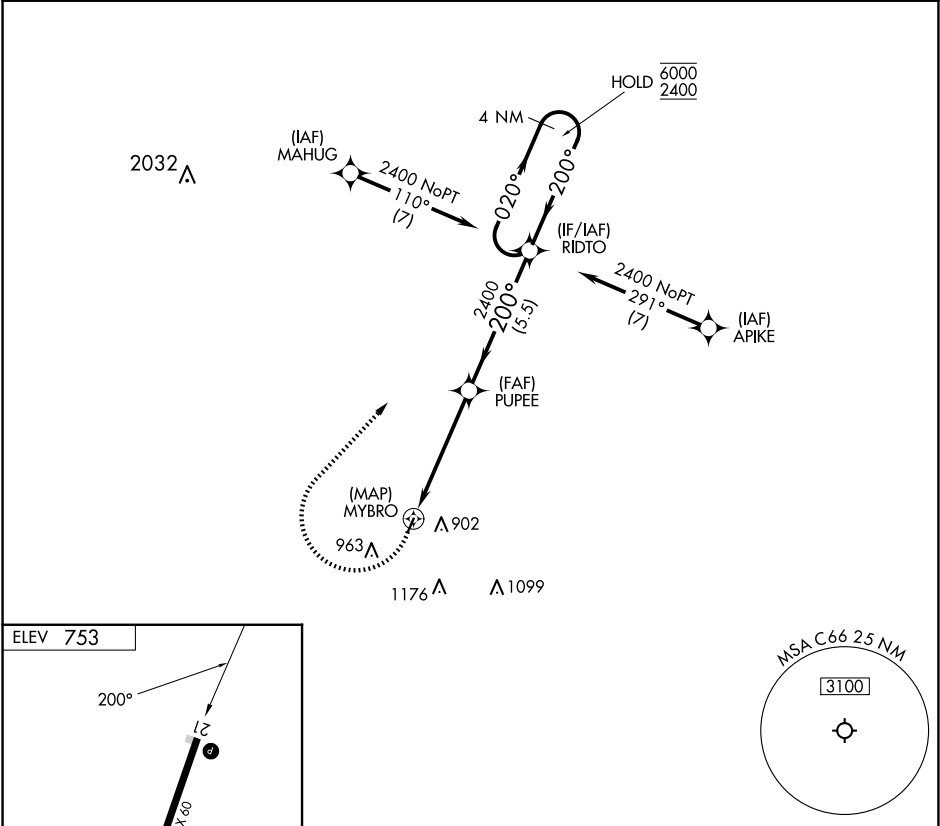 HOLD 6000
2400
4 NM
(IAF)
MAHUG
2032
2400 NoPT
110°
(7)
020°
200°
(IF/IAF)
RIDTO
2400 NoPT
291°
(7)
(IAF)
APIKE
2400
200°
(5.5)
(FAF)
PUPEE
(MAP)
MYBRO
902
963
1176
1099
ELEV 753
200°
21
P
X 60
MSA C66 25 NM
3100